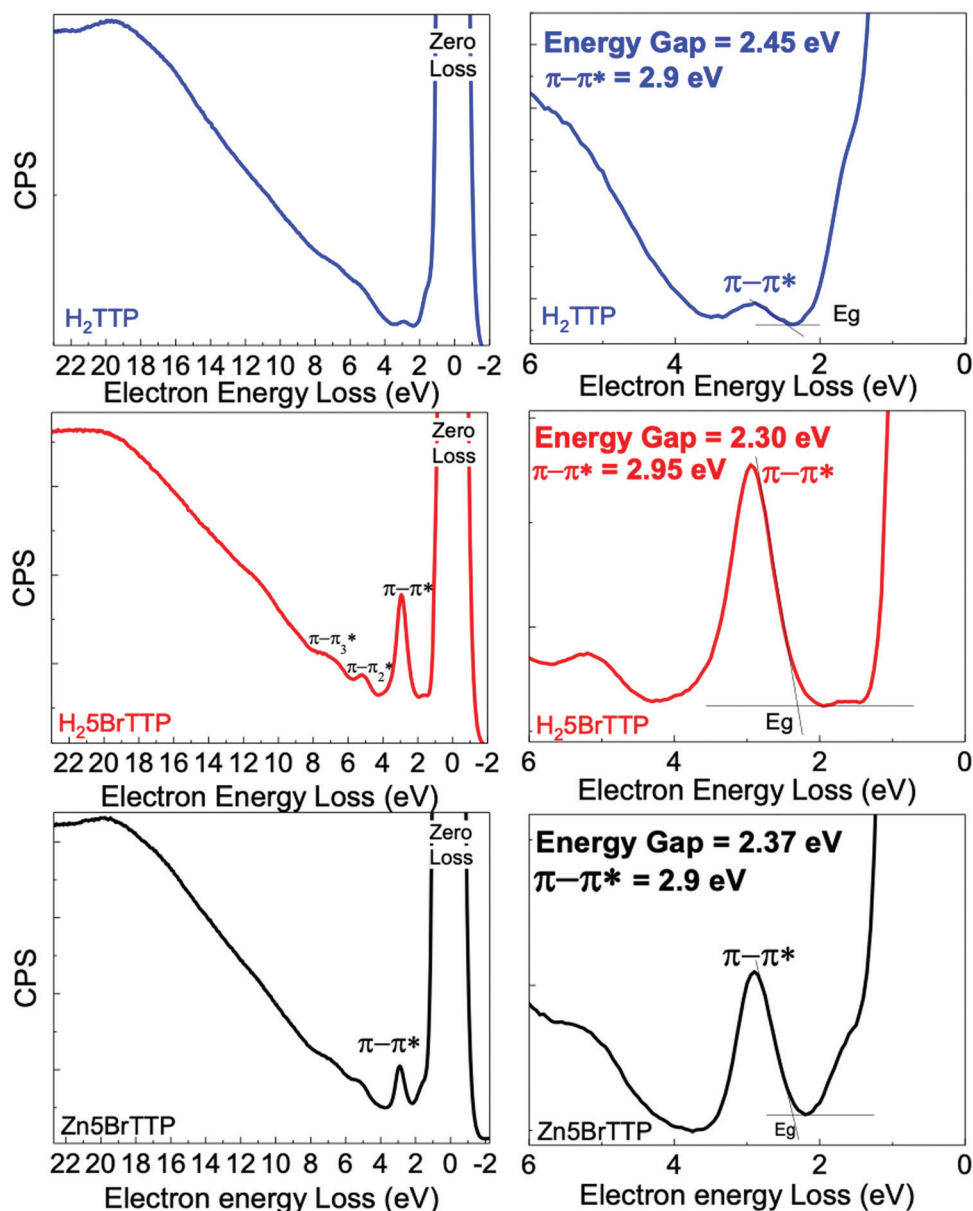 Zero
Loss
CPS
H₂TTP
22 20 18 16 14 12 10 8 6 4 2 0 -2
Electron Energy Loss (eV)
Energy Gap = 2.45 eV
π–π* = 2.9 eV
π–π*
Eg
H₂TTP
6 4 2 0
Electron Energy Loss (eV)
Zero
Loss
CPS
π–π*
π–π₃*
π–π₂*
H₂5BrTTP
22 20 18 16 14 12 10 8 6 4 2 0 -2
Electron Energy Loss (eV)
Energy Gap = 2.30 eV
π–π* = 2.95 eV
π–π*
Eg
H₂5BrTTP
6 4 2 0
Electron Energy Loss (eV)
Zero
Loss
CPS
π–π*
Zn5BrTTP
22 20 18 16 14 12 10 8 6 4 2 0 -2
Electron energy Loss (eV)
Energy Gap = 2.37 eV
π–π* = 2.9 eV
π–π*
Eg
Zn5BrTTP
6 4 2 0
Electron energy Loss (eV)